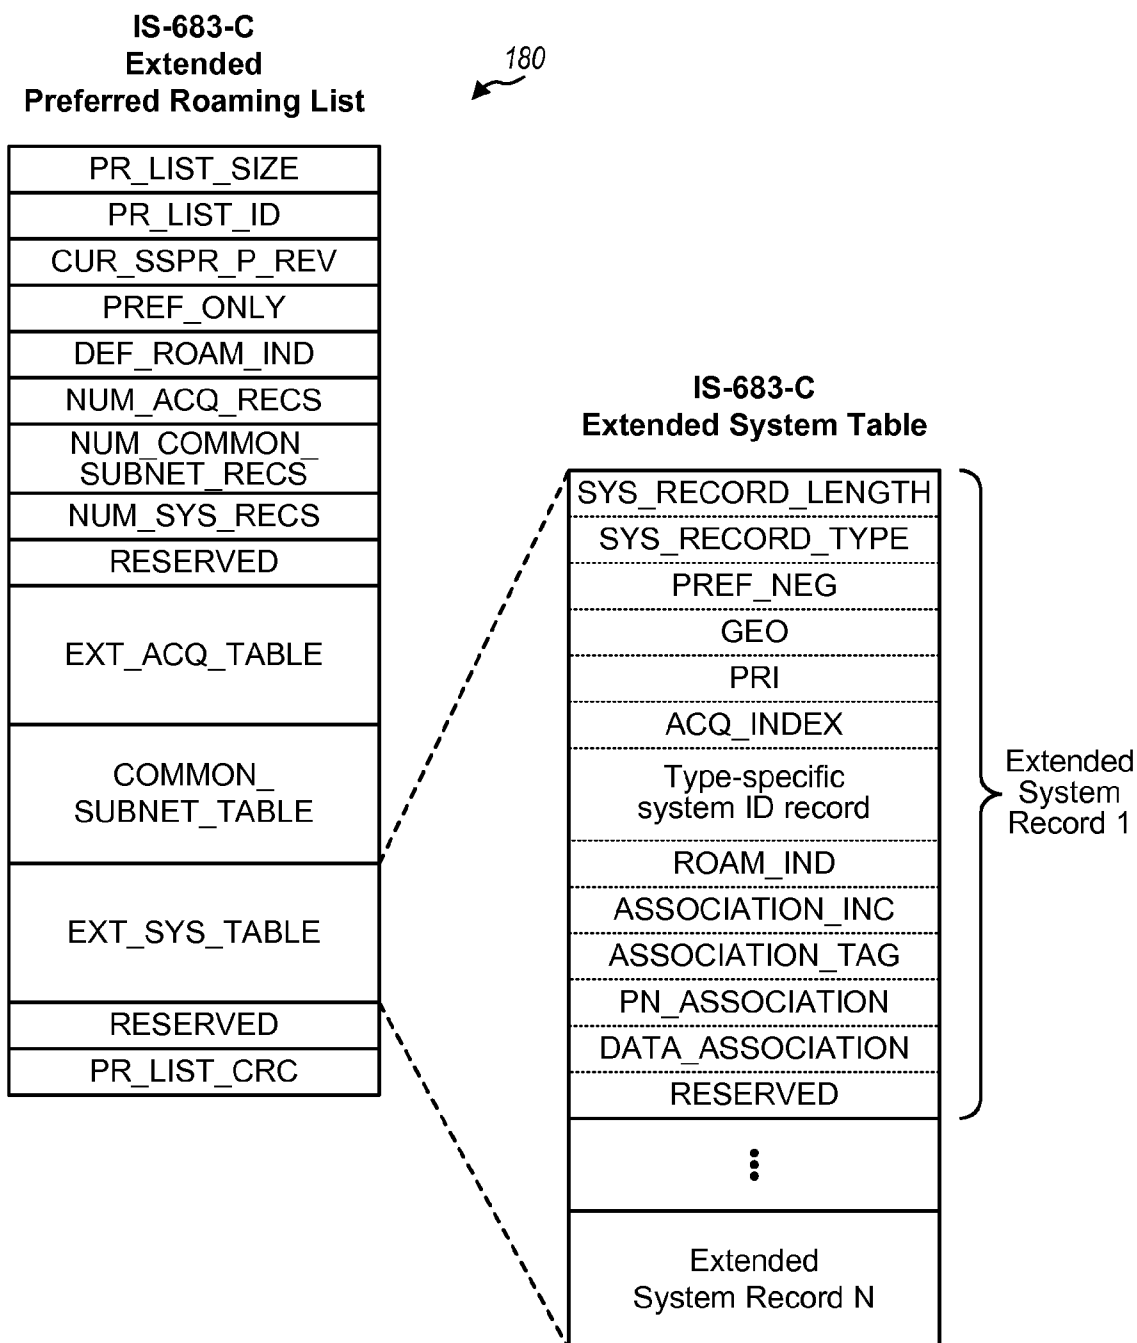 IS-683-C
Extended
Preferred Roaming List
180
PR_LIST_SIZE
PR_LIST_ID
CUR_SSPR_P_REV
PREF_ONLY
DEF_ROAM_IND
NUM_ACQ_RECS
NUM_COMMON_
SUBNET_RECS
NUM_SYS_RECS
RESERVED
EXT_ACQ_TABLE
COMMON_
SUBNET_TABLE
EXT_SYS_TABLE
RESERVED
PR_LIST_CRC
IS-683-C
Extended System Table
SYS_RECORD_LENGTH
SYS_RECORD_TYPE
PREF_NEG
GEO
PRI
ACQ_INDEX
Type-specific
system ID record
ROAM_IND
ASSOCIATION_INC
ASSOCIATION_TAG
PN_ASSOCIATION
DATA_ASSOCIATION
RESERVED
Extended
System Record N
Extended
System
Record 1